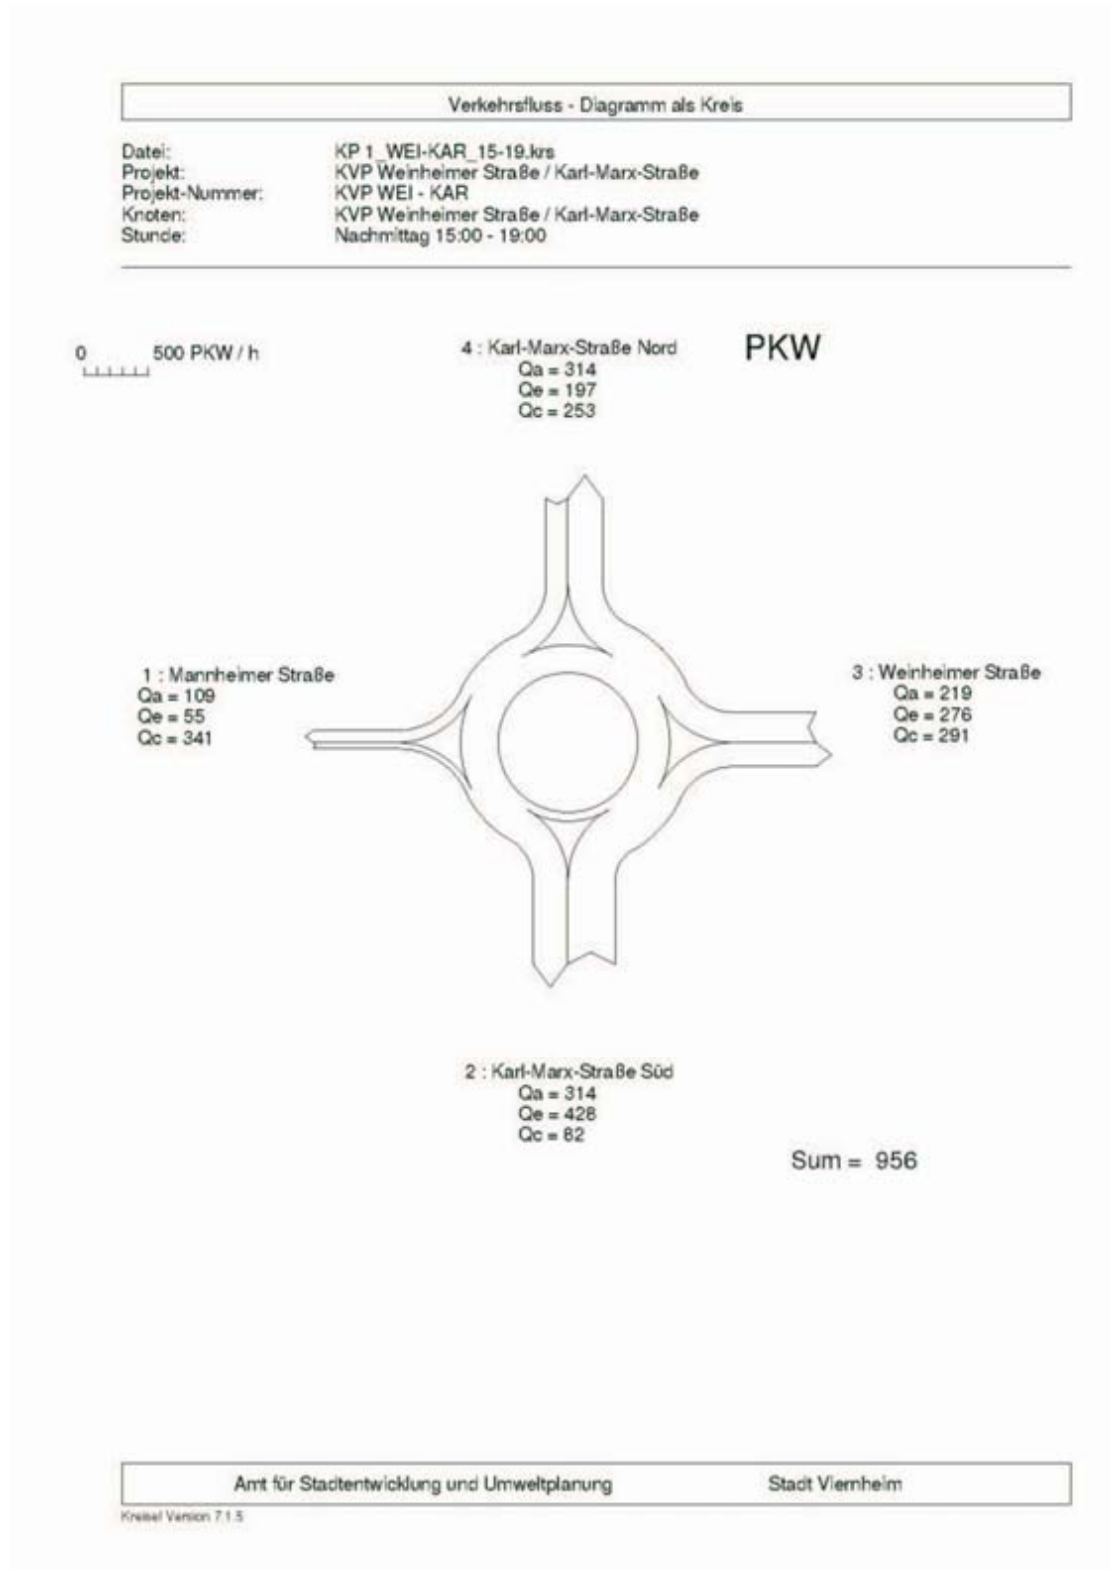 Verkehrsfluss - Diagramm als Kreis
Datei: KP 1_WEI-KAR_15-19.krs
Projekt: KVP Weinheimer Straße / Karl-Marx-Straße
Projekt-Nummer: KVP WEI - KAR
Knoten: KVP Weinheimer Straße / Karl-Marx-Straße
Stunde: Nachmittag 15:00 - 19:00
0 500 PKW / h
4 : Karl-Marx-Straße Nord
Qa = 314
Qe = 197
Qc = 253
PKW
1 : Mannheimer Straße
Qa = 109
Qe = 55
Qc = 341
3 : Weinheimer Straße
Qa = 219
Qe = 276
Qc = 291
2 : Karl-Marx-Straße Süd
Qa = 314
Qe = 428
Qc = 82
Sum = 956
Amt für Stadtentwicklung und Umweltplanung Stadt Viernheim
Kreisel Version 7.1.5